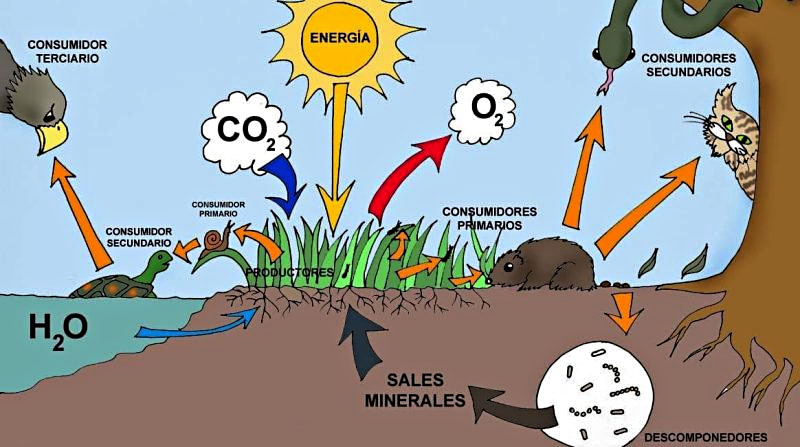 ENERGÍA
CONSUMIDOR
TERCIARIO
CONSUMIDORES
SECUNDARIOS
CO2
O2
CONSUMIDOR
PRIMARIO
CONSUMIDORES
PRIMARIOS
CONSUMIDOR
SECUNDARIO
PRODUCTORES
H2O
SALES
MINERALES
DESCOMPONEDORES